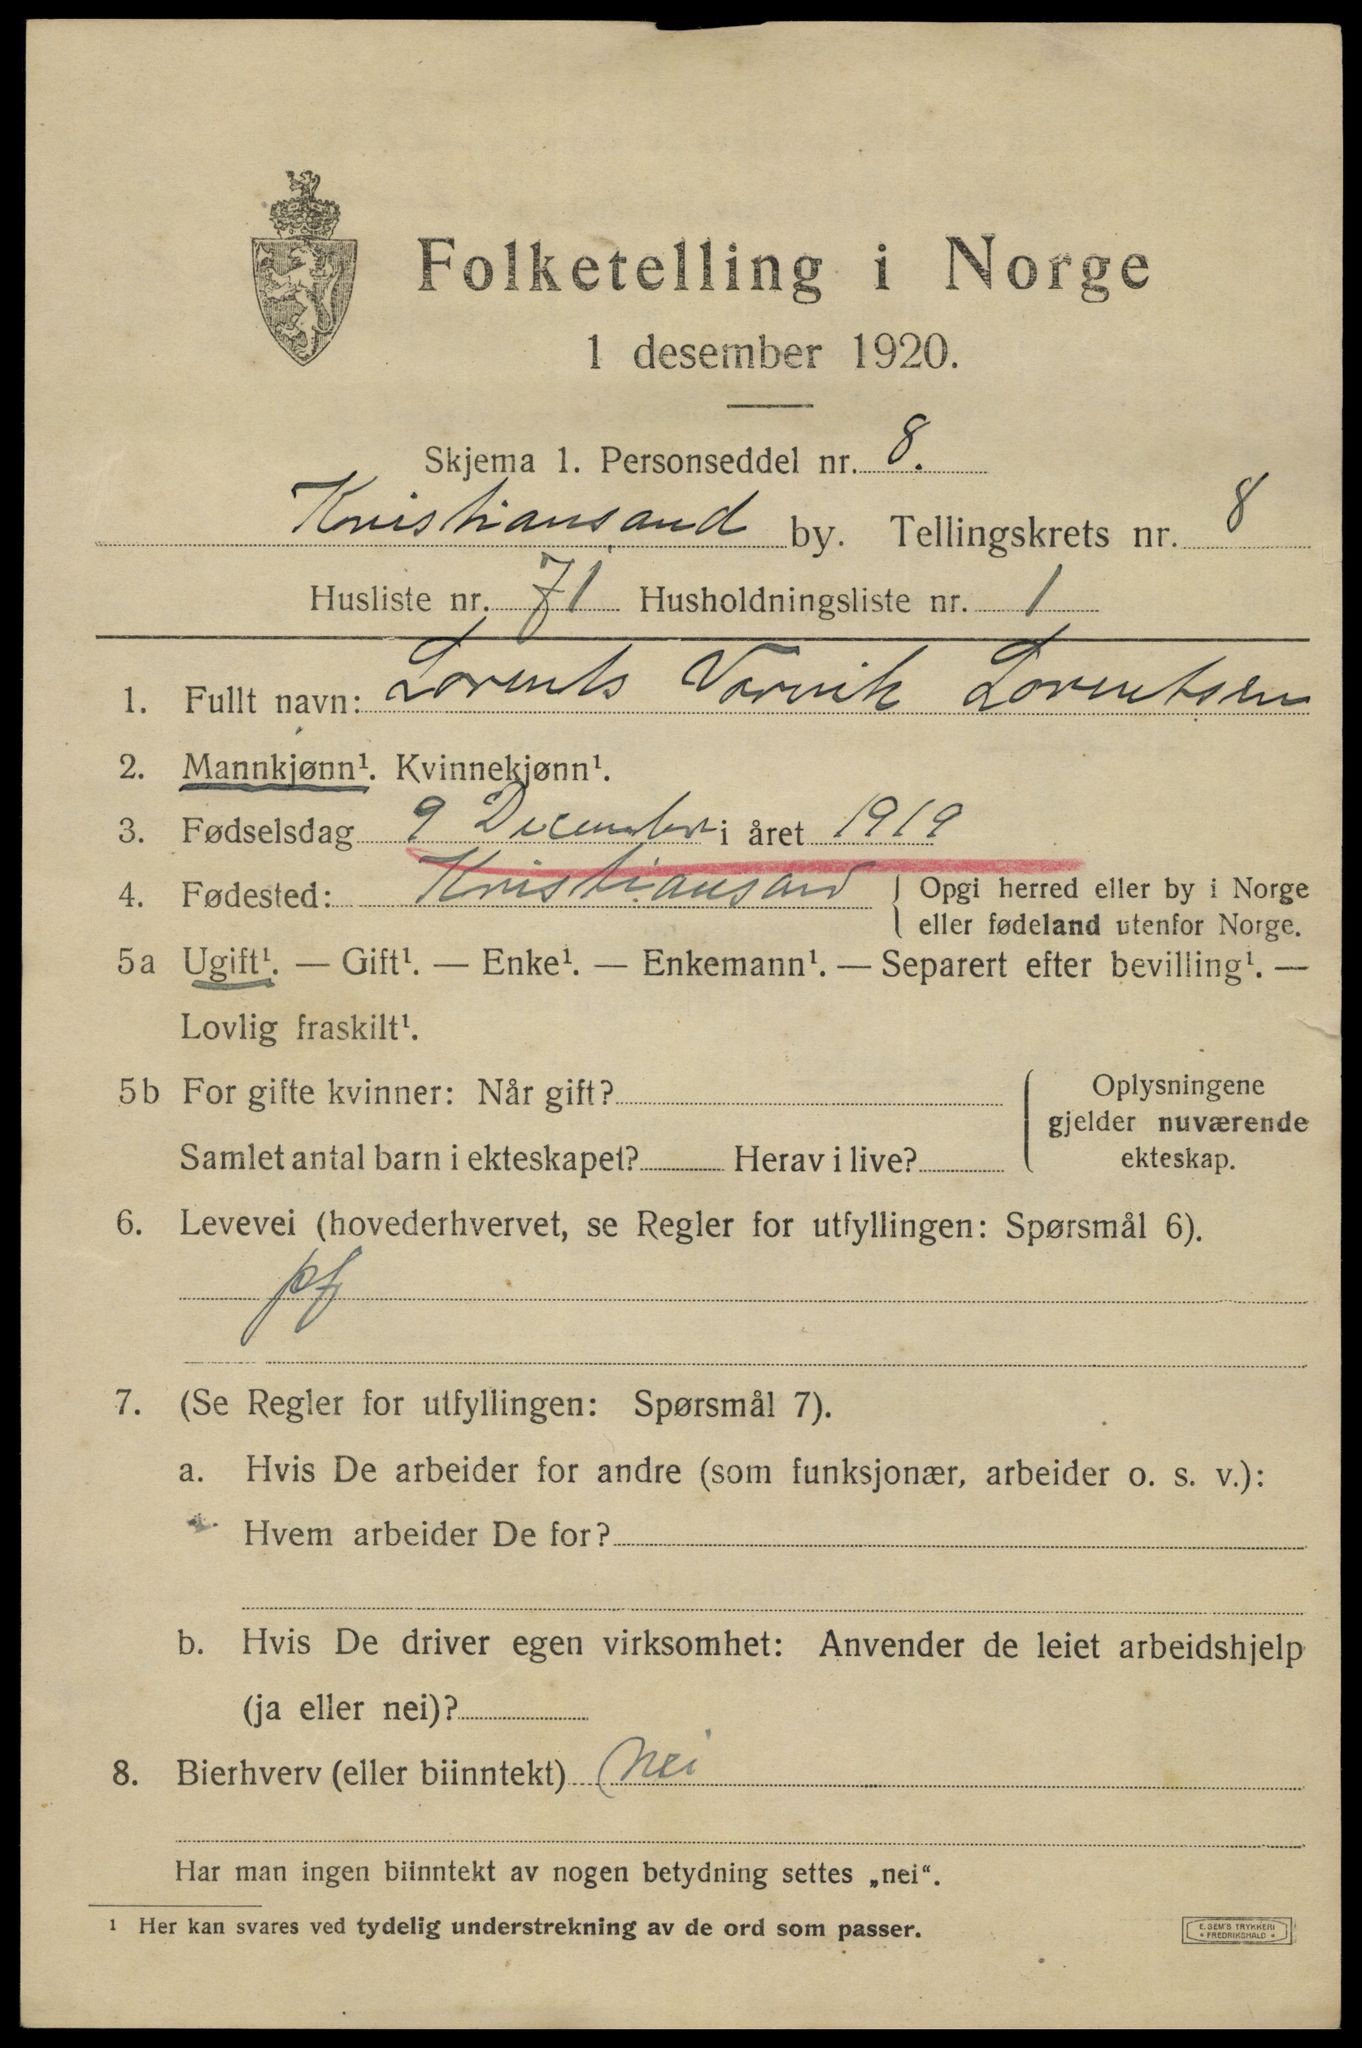 Folketelling i Norge
1 desember 1920.
Skjema 1. Personseddel nr. 8.
Kristiansand by. Tellingskrets nr. 8
Husliste nr. 71 Husholdningsliste nr. 1
1. Fullt navn: Lorents Varvik Lorentsen
2. Mannkjønn¹. Kvinnekjønn¹.
3. Fødselsdag 9 December i året 1919
4. Fødested: Kristiansand { Opgi herred eller by i Norge
eller fødeland utenfor Norge.
5a Ugift¹. — Gift¹. — Enke¹. — Enkemann¹. — Separert efter bevilling¹. —
Lovlig fraskilt¹.
5b For gifte kvinner: Når gift?
Samlet antal barn i ekteskapet? Herav i live?
Oplysningene
gjelder nuværende
ekteskap.
6. Levevei (hovederhvervet, se Regler for utfyllingen: Spørsmål 6).
pf
7. (Se Regler for utfyllingen: Spørsmål 7).
a. Hvis De arbeider for andre (som funksjonær, arbeider o. s. v.):
Hvem arbeider De for?
b. Hvis De driver egen virksomhet: Anvender de leiet arbeidshjelp
(ja eller nei)?
8. Bierhverv (eller biinntekt) Nei
Har man ingen biinntekt av nogen betydning settes „nei“.
¹ Her kan svares ved tydelig understrekning av de ord som passer.
E. SEM'S TRYKKERI
• FREDRIKSHALD •